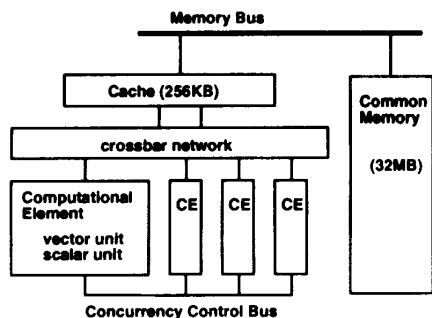 Memory Bus
Cache (256KB)
crossbar network
Common
Memory
(32MB)
Computational
Element
vector unit
scalar unit
CE
CE
CE
Concurrency Control Bus